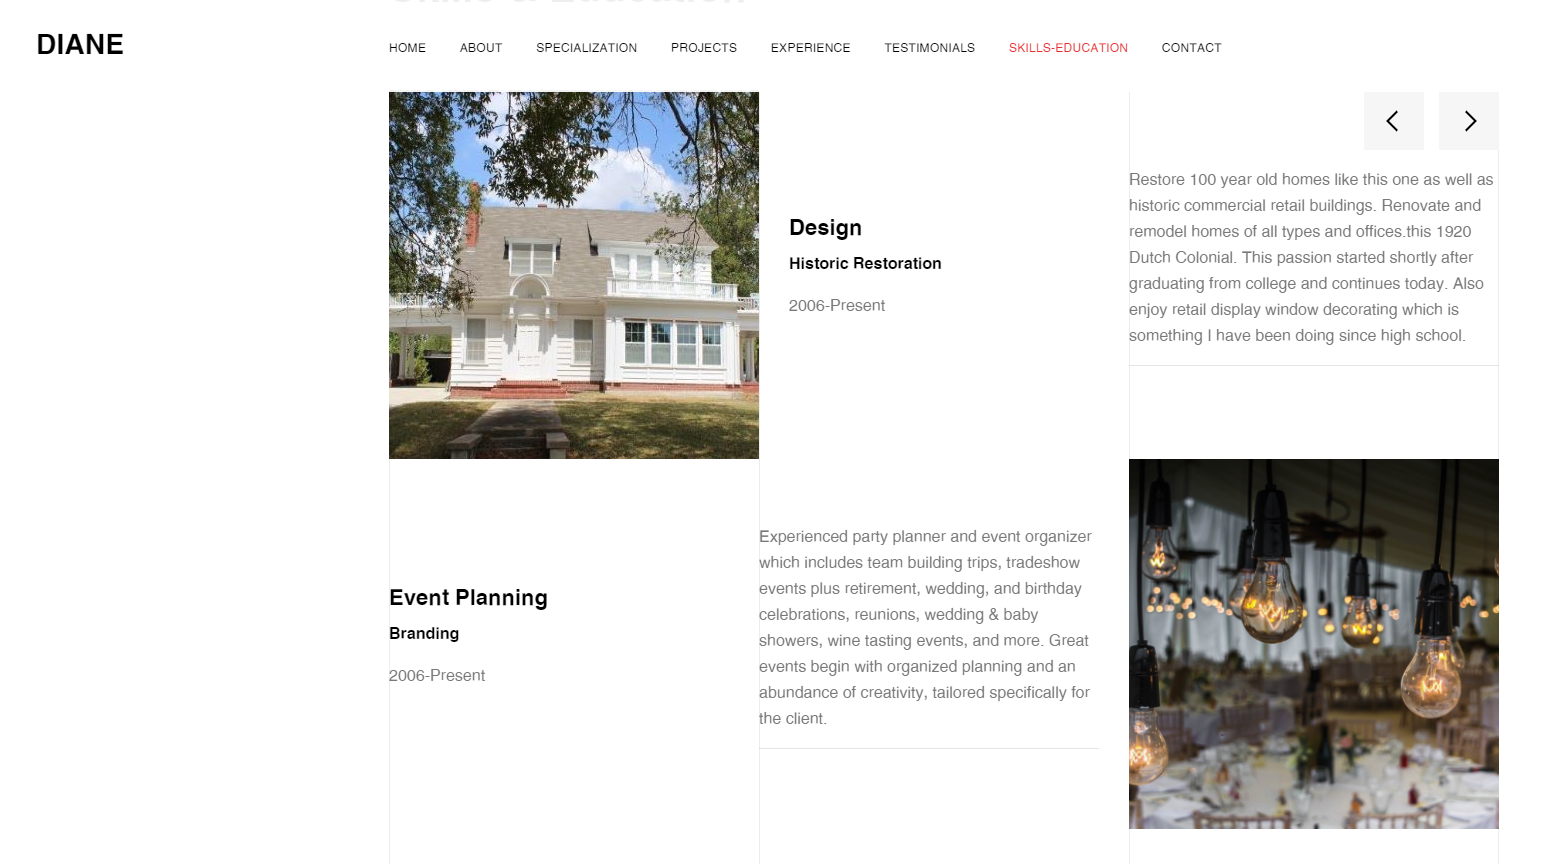 DIANE
HOME ABOUT SPECIALIZATION PROJECTS EXPERIENCE TESTIMONIALS SKILLS-EDUCATION CONTACT
Design
Historic Restoration
2006-Present
Restore 100 year old homes like this one as well as
historic commercial retail buildings. Renovate and
remodel homes of all types and offices.this 1920
Dutch Colonial. This passion started shortly after
graduating from college and continues today. Also
enjoy retail display window decorating which is
something I have been doing since high school.
Event Planning
Branding
2006-Present
Experienced party planner and event organizer
which includes team building trips, tradeshow
events plus retirement, wedding, and birthday
celebrations, reunions, wedding & baby
showers, wine tasting events, and more. Great
events begin with organized planning and an
abundance of creativity, tailored specifically for
the client.